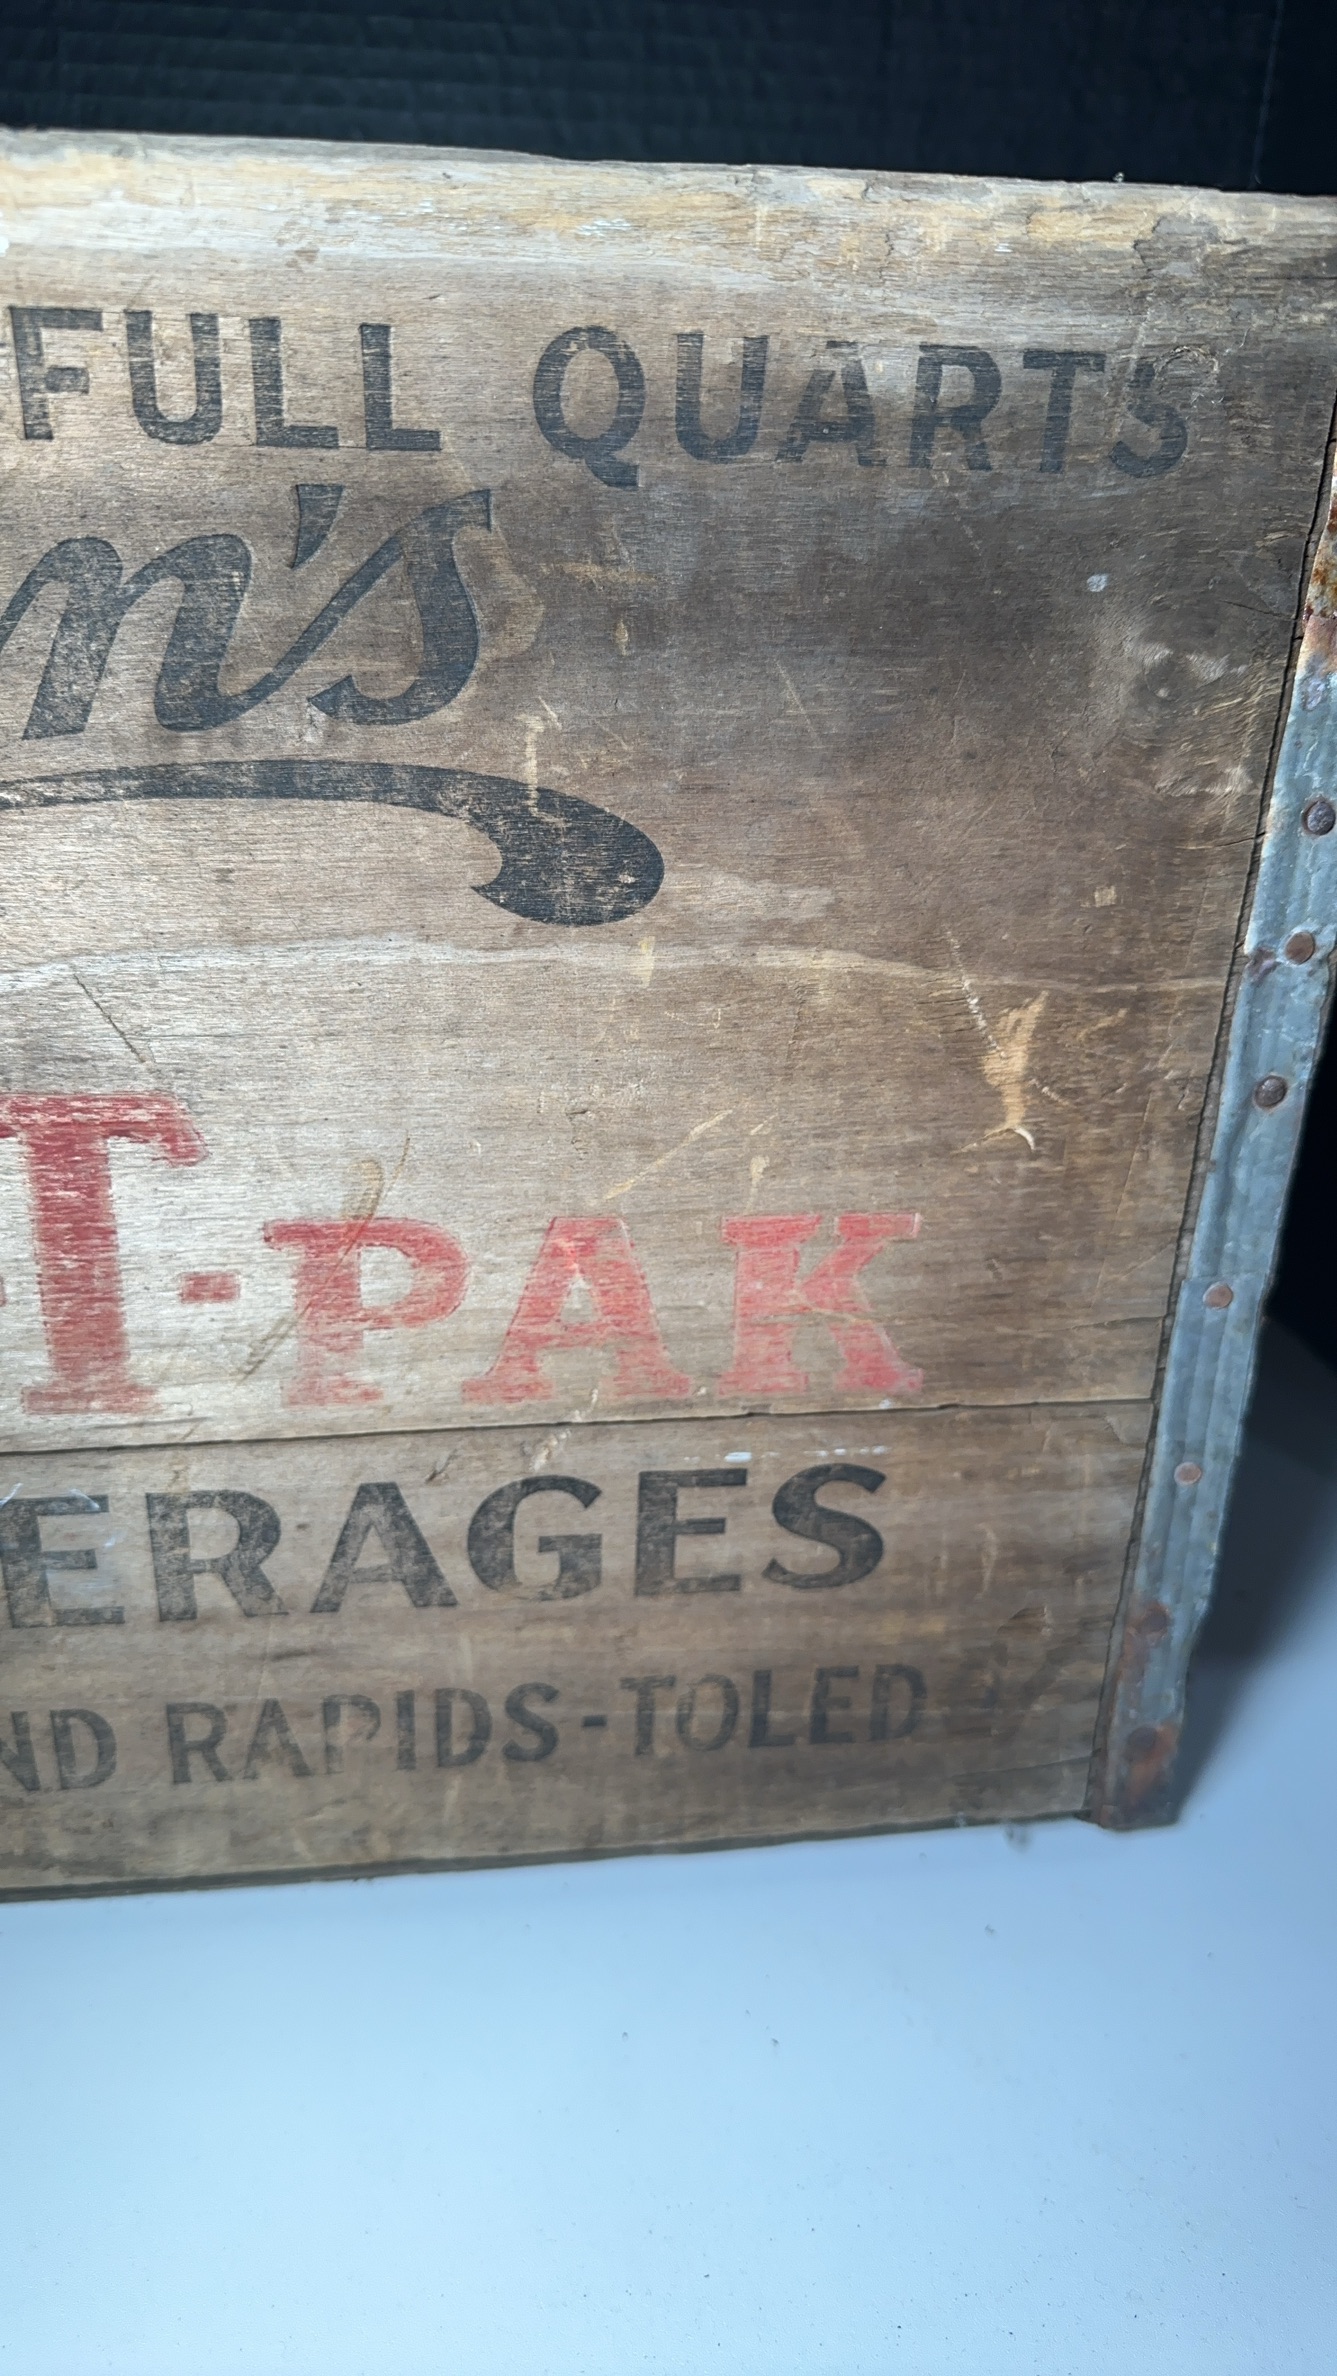 FULL QUARTS
n's
T-PAK
ERAGES
ND RAPIDS-TOLED